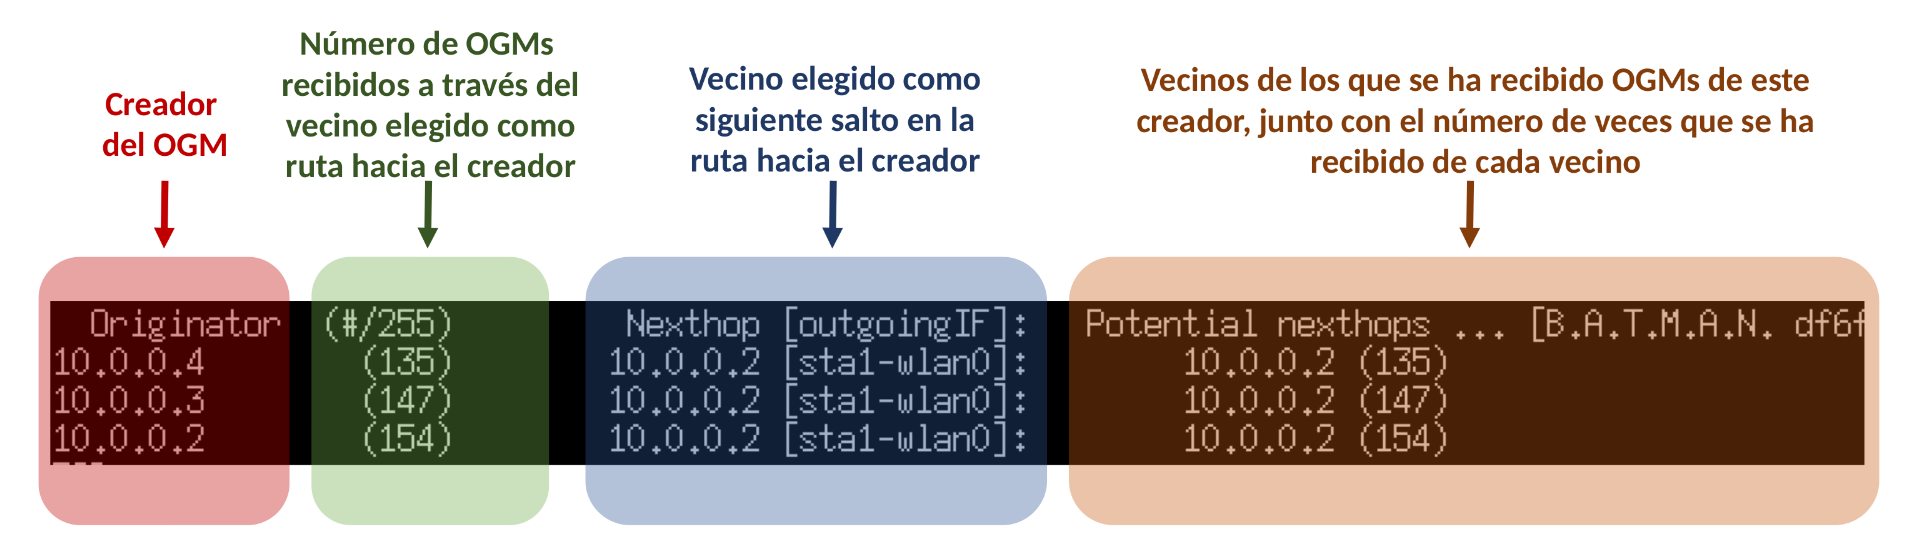 Creador
del OGM
Número de OGMs
recibidos a través del
vecino elegido como
ruta hacia el creador
Vecino elegido como
siguiente salto en la
ruta hacia el creador
Vecinos de los que se ha recibido OGMs de este
creador, junto con el número de veces que se ha
recibido de cada vecino
Originator (#/255) Nexthop [outgoingIF]: Potential nexthops ... [B.A.T.M.A.N. df6f
10.0.0.4 (135) 10.0.0.2 [sta1-wlan0]: 10.0.0.2 (135)
10.0.0.3 (147) 10.0.0.2 [sta1-wlan0]: 10.0.0.2 (147)
10.0.0.2 (154) 10.0.0.2 [sta1-wlan0]: 10.0.0.2 (154)